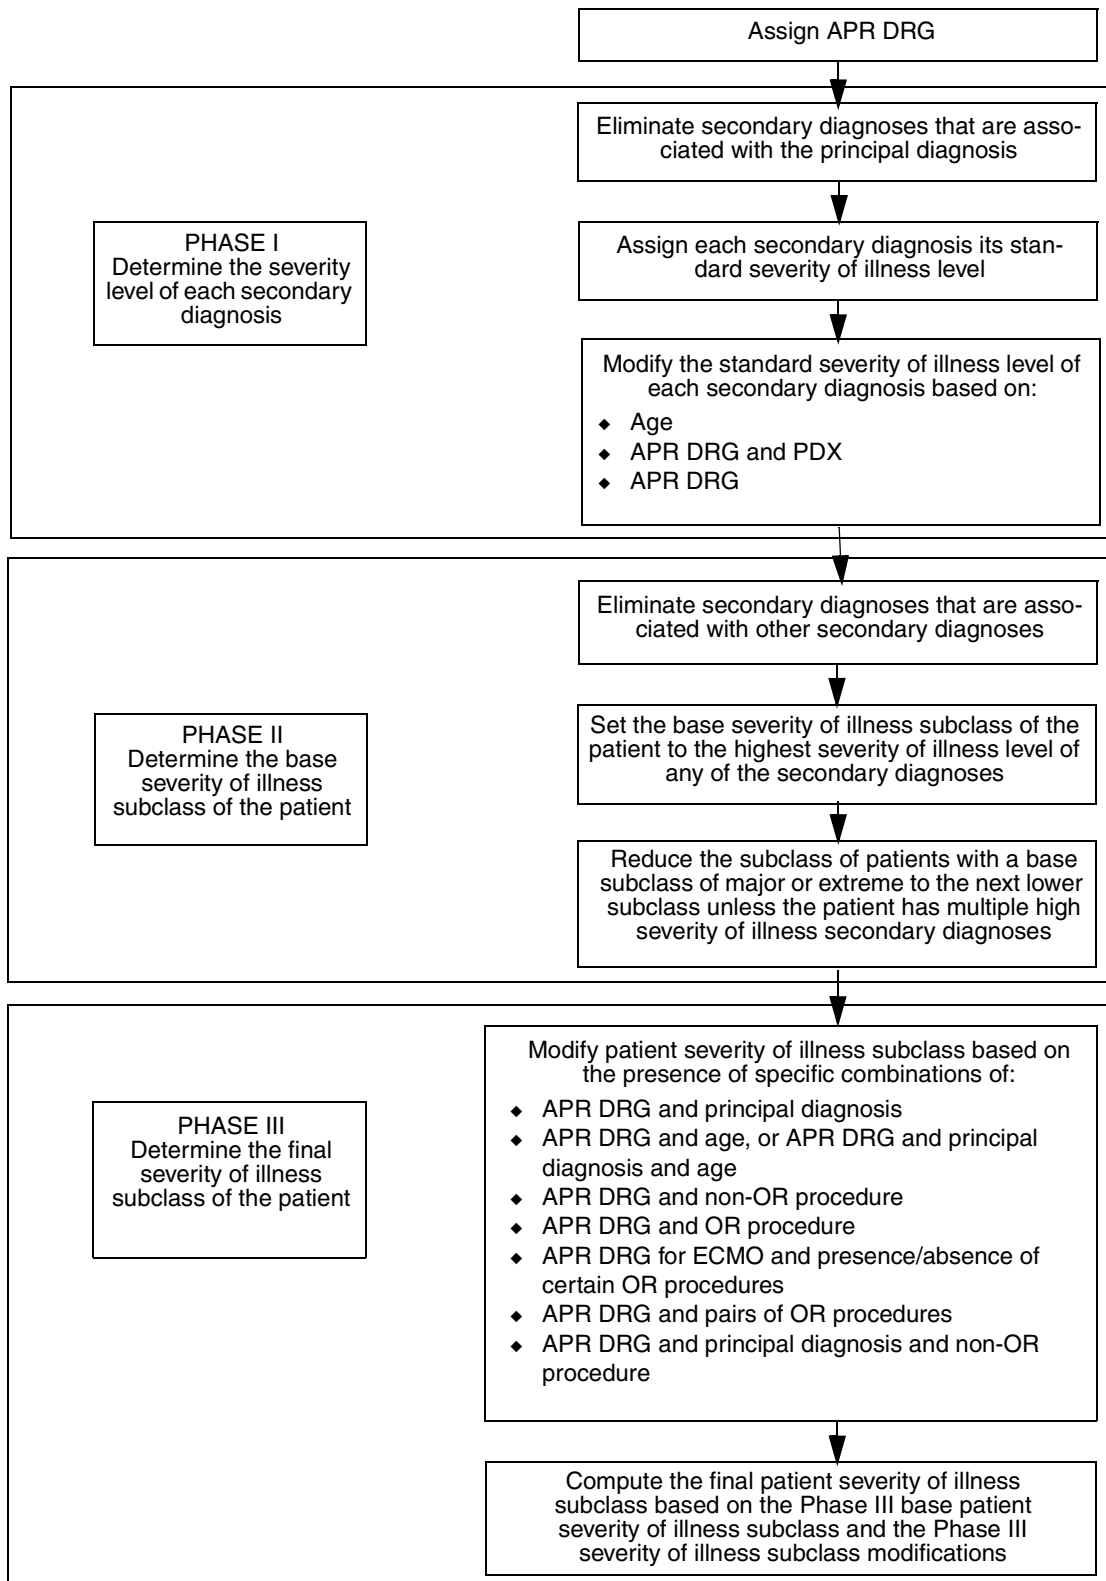 Assign APR DRG
Eliminate secondary diagnoses that are asso-
ciated with the principal diagnosis
PHASE I
Determine the severity
level of each secondary
diagnosis
Assign each secondary diagnosis its stan-
dard severity of illness level
Modify the standard severity of illness level of
each secondary diagnosis based on:
◆ Age
◆ APR DRG and PDX
◆ APR DRG
Eliminate secondary diagnoses that are asso-
ciated with other secondary diagnoses
PHASE II
Determine the base
severity of illness
subclass of the patient
Set the base severity of illness subclass of the
patient to the highest severity of illness level of
any of the secondary diagnoses
Reduce the subclass of patients with a base
subclass of major or extreme to the next lower
subclass unless the patient has multiple high
severity of illness secondary diagnoses
PHASE III
Determine the final
severity of illness
subclass of the patient
Modify patient severity of illness subclass based on
the presence of specific combinations of:
◆ APR DRG and principal diagnosis
◆ APR DRG and age, or APR DRG and principal
diagnosis and age
◆ APR DRG and non-OR procedure
◆ APR DRG and OR procedure
◆ APR DRG for ECMO and presence/absence of
certain OR procedures
◆ APR DRG and pairs of OR procedures
◆ APR DRG and principal diagnosis and non-OR
procedure
Compute the final patient severity of illness
subclass based on the Phase III base patient
severity of illness subclass and the Phase III
severity of illness subclass modifications